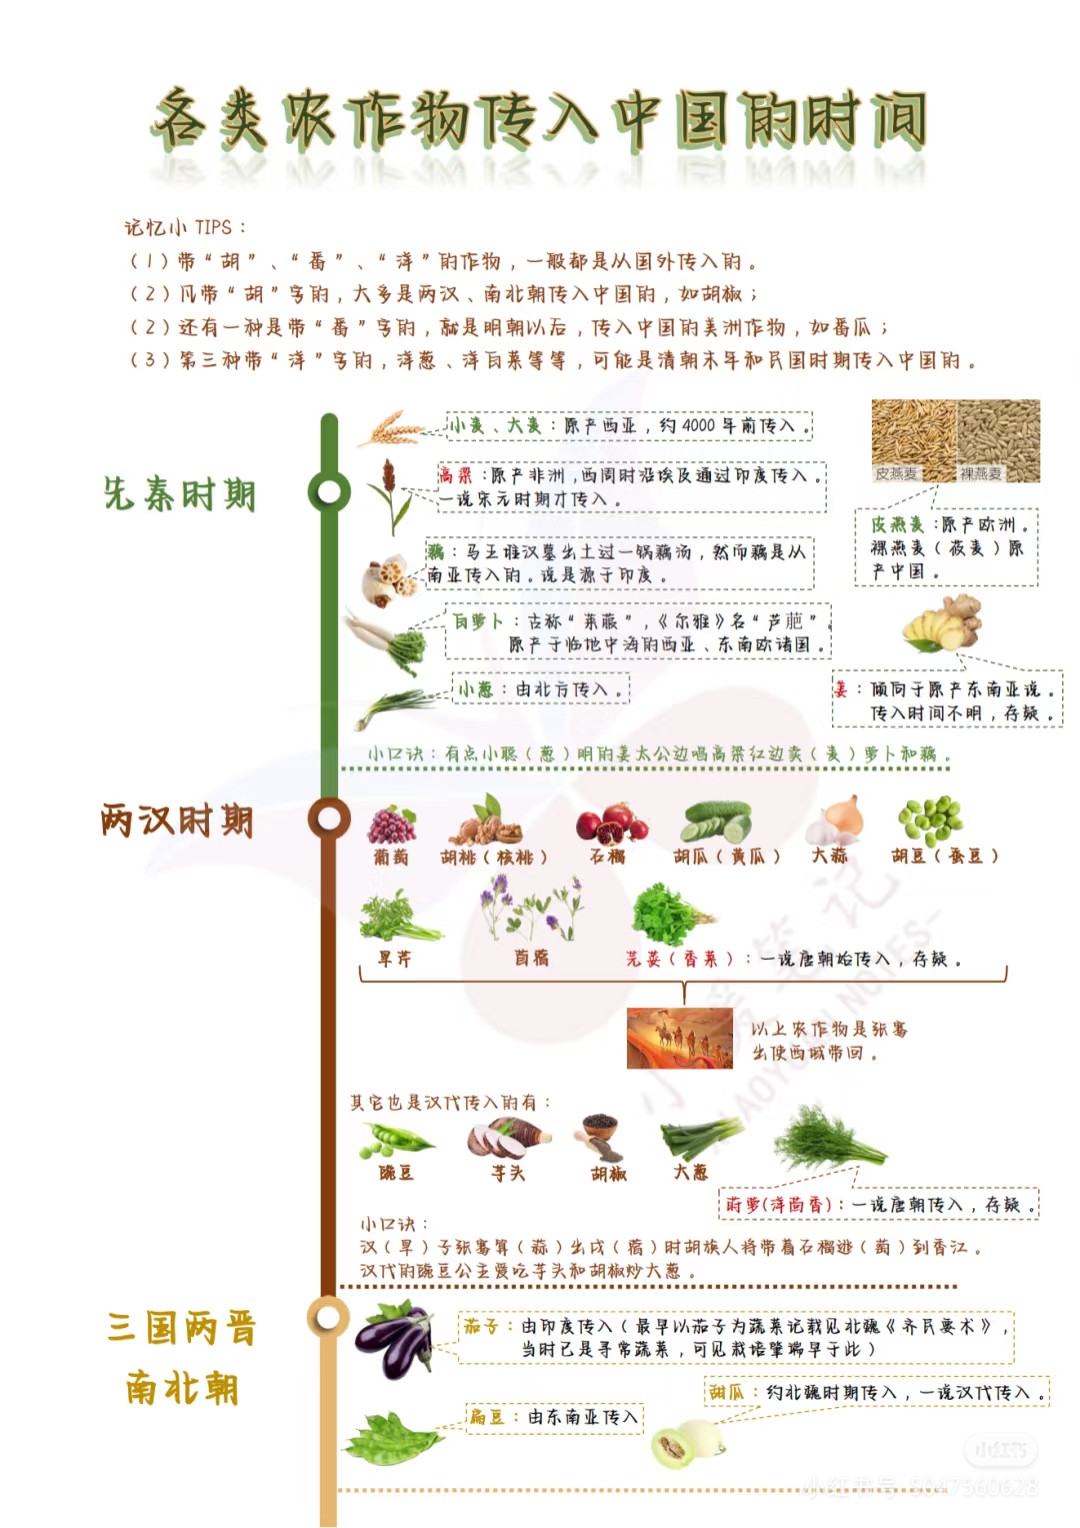 各类农作物传入中国的时间
记忆小 TIPS：
（1）带“胡”、“番”、“洋”的作物，一般都是从国外传入的。
（2）凡带“胡”字的，大多是两汉、南北朝传入中国的，如胡椒；
（2）还有一种是带“番”字的，就是明朝以后，传入中国的美洲作物，如番瓜；
（3）第三种带“洋”字的，洋葱、洋白菜等等，可能是清朝末年和民国时期传入中国的。
先秦时期
小麦、大麦：原产西亚，约 4000 年前传入。
高粱：原产非洲，西周时沿埃及通过印度传入。
一说宋元时期才传入。
皮燕麦
裸燕麦
皮燕麦：原产欧洲。
裸燕麦（莜麦）原
产中国。
藕：马王堆汉墓出土过一锅藕汤，然而藕是从
南亚传入的。说是源于印度。
白萝卜：古称“莱菔”，《尔雅》名“芦萉”。
原产于临地中海的西亚、东南欧诸国。
小葱：由北方传入。
姜：倾向于原产东南亚说。
传入时间不明，存疑。
小口诀：有点小聪（葱）明的姜太公边喝高粱红边卖（麦）萝卜和藕。
两汉时期
葡萄
胡桃（核桃）
石榴
胡瓜（黄瓜）
大蒜
胡豆（蚕豆）
旱芹
苜蓿
芫荽（香菜）：一说唐朝始传入，存疑。
以上农作物是张骞
出使西域带回。
其它也是汉代传入的有：
豌豆
芋头
胡椒
大葱
莳萝(洋茴香)：一说唐朝传入，存疑。
小口诀：
汉（旱）子张骞算（蒜）出戌（蓿）时胡族人将带着石榴逃（萄）到香江。
汉代的豌豆公主爱吃芋头和胡椒炒大葱。
三国两晋
南北朝
茄子：由印度传入（最早以茄子为蔬菜记载见北魏《齐民要术》，
当时已是寻常蔬菜，可见栽培肇端早于此）
甜瓜：约北魏时期传入，一说汉代传入。
扁豆：由东南亚传入
小爱笔记
XIAOYUAN NOTES
小红书
小红书号 5047560628